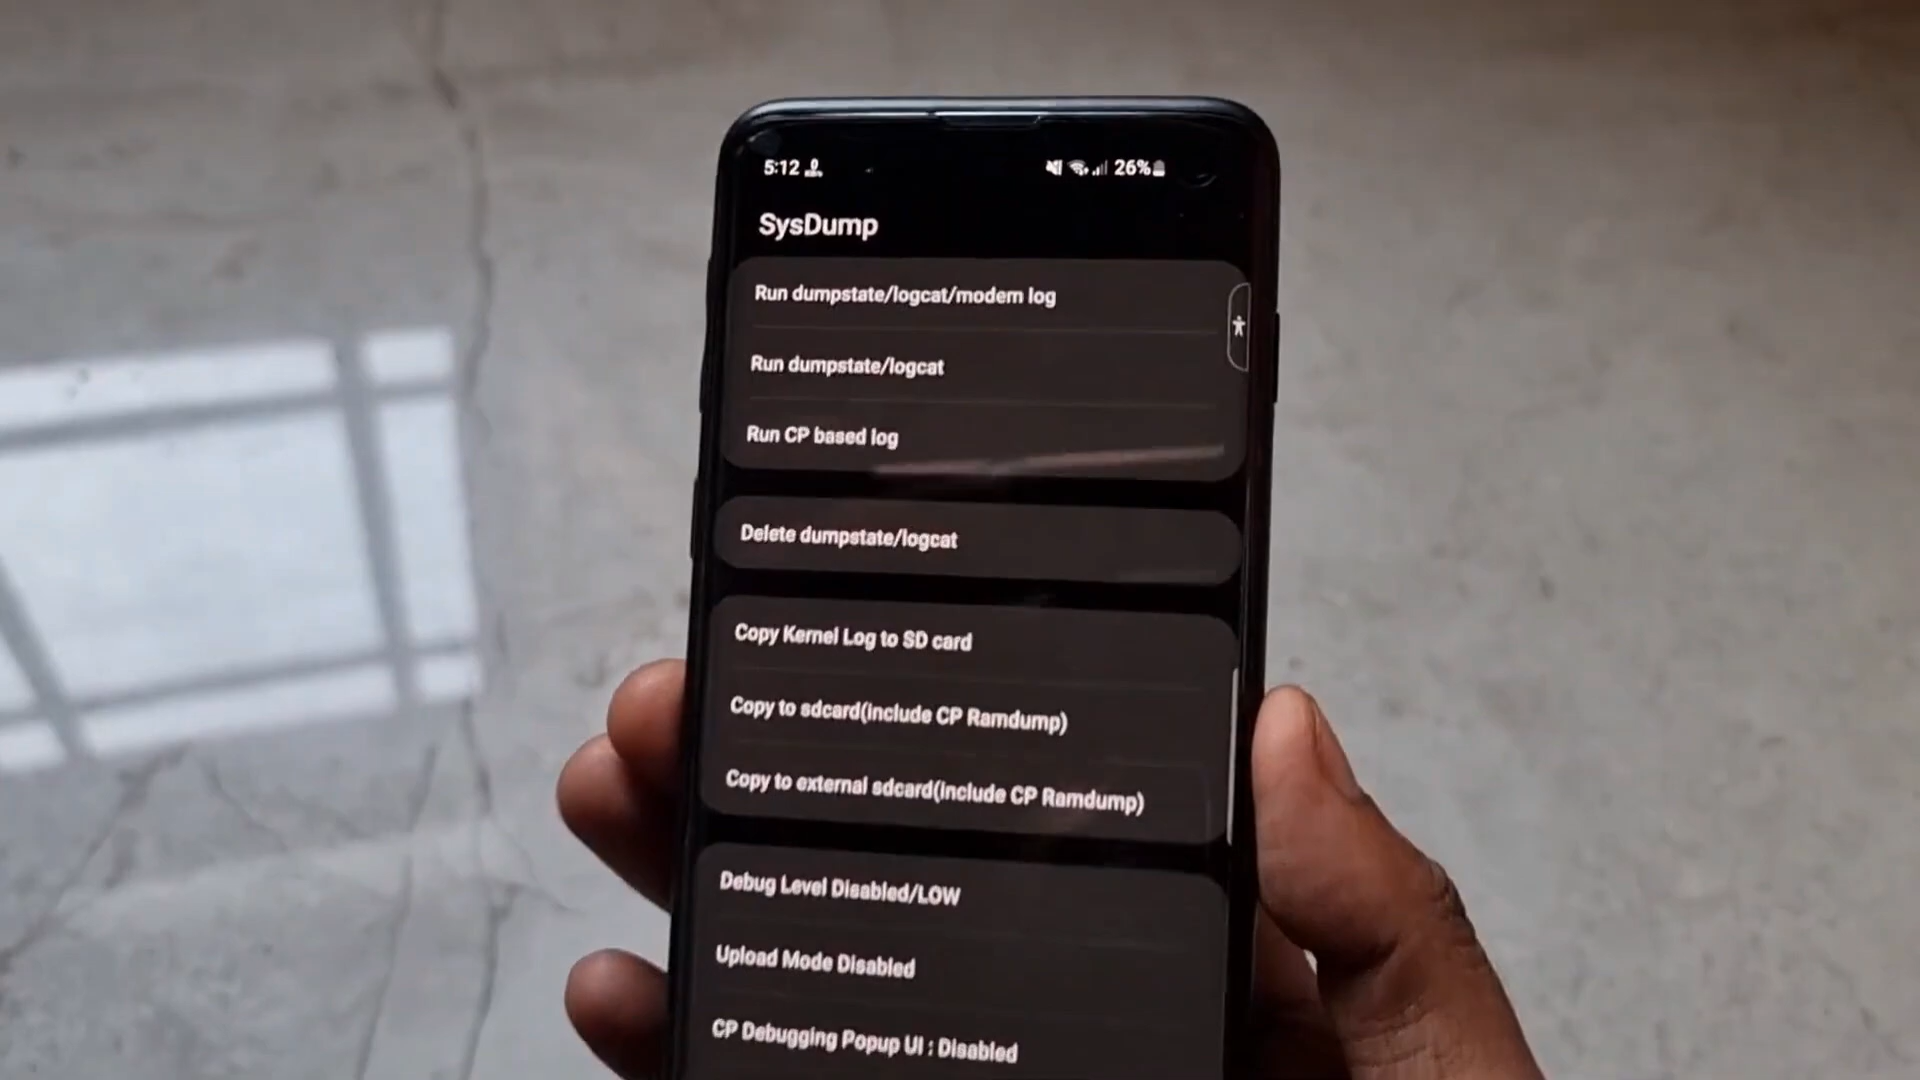 5:12
26%
SysDump
Run dumpstate/logcat/modem log
Run dumpstate/logcat
Run CP based log
Delete dumpstate/logcat
Copy Kernel Log to SD card
Copy to sdcard(include CP Ramdump)
Copy to external sdcard(include CP Ramdump)
Debug Level Disabled/LOW
Upload Mode Disabled
CP Debugging Popup UI : Disabled